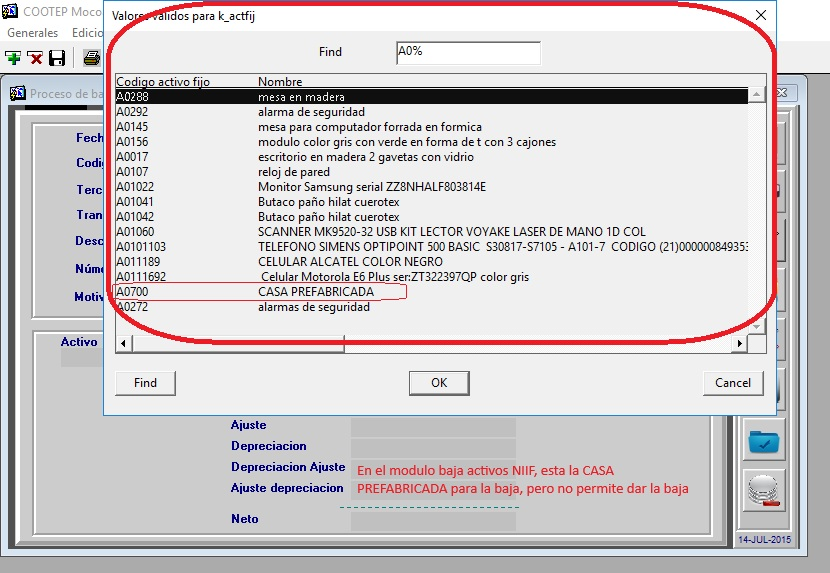 COOTEP Moco
Valores validos para k_actfij
Generales Edicio
Find A0%
Codigo activo fijo Nombre
A0288 mesa en madera
A0292 alarma de seguridad
A0145 mesa para computador forrada en formica
A0156 modulo color gris con verde en forma de t con 3 cajones
A0017 escritorio en madera 2 gavetas con vidrio
A0107 reloj de pared
A01022 Monitor Samsung serial ZZ8NHALF803814E
A01041 Butaco paño hilat cuerotex
A01042 Butaco paño hilat cuerotex
A01060 SCANNER MK9520-32 USB KIT LECTOR VOYAKE LASER DE MANO 1D COL
A0101103 TELEFONO SIMENS OPTIPOINT 500 BASIC S30817-S7105 - A101-7 CODIGO (21)000000849353
A011189 CELULAR ALCATEL COLOR NEGRO
A0111692 Celular Motorola E6 Plus ser:ZT322397QP color gris
A0700 CASA PREFABRICADA
A0272 alarmas de seguridad
Find OK Cancel
Proceso de ba
Fech
Codi
Terc
Tran
Desc
Núme
Motiv
Activo
Ajuste
Depreciacion
Depreciacion Ajuste
Ajuste depreciacion
Neto
En el modulo baja activos NIIF, esta la CASA
PREFABRICADA para la baja, pero no permite dar la baja
14-JUL-2015